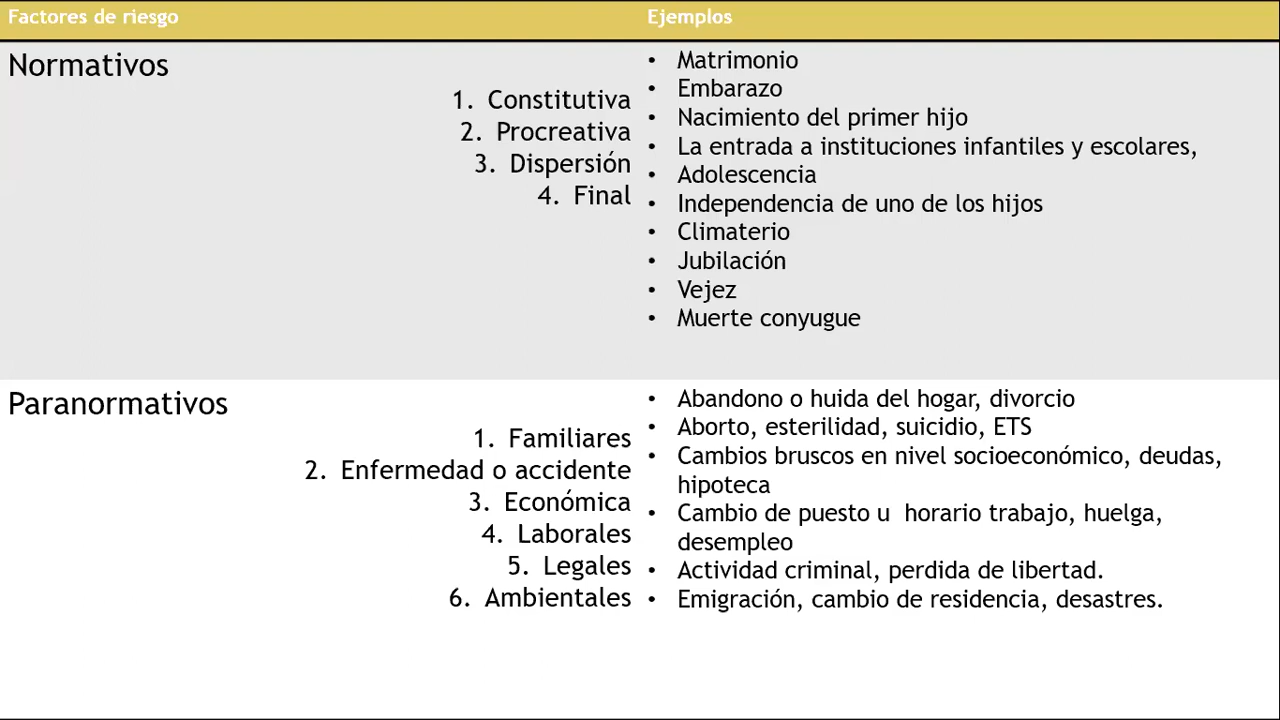 Factores de riesgo
Ejemplos
Normativos
1. Constitutiva
2. Procreativa
3. Dispersión
4. Final
• Matrimonio
• Embarazo
• Nacimiento del primer hijo
• La entrada a instituciones infantiles y escolares,
• Adolescencia
• Independencia de uno de los hijos
• Climaterio
• Jubilación
• Vejez
• Muerte conyugue
Paranormativos
1. Familiares
2. Enfermedad o accidente
3. Económica
4. Laborales
5. Legales
6. Ambientales
• Abandono o huida del hogar, divorcio
• Aborto, esterilidad, suicidio, ETS
• Cambios bruscos en nivel socioeconómico, deudas,
hipoteca
• Cambio de puesto u  horario trabajo, huelga,
desempleo
• Actividad criminal, perdida de libertad.
• Emigración, cambio de residencia, desastres.